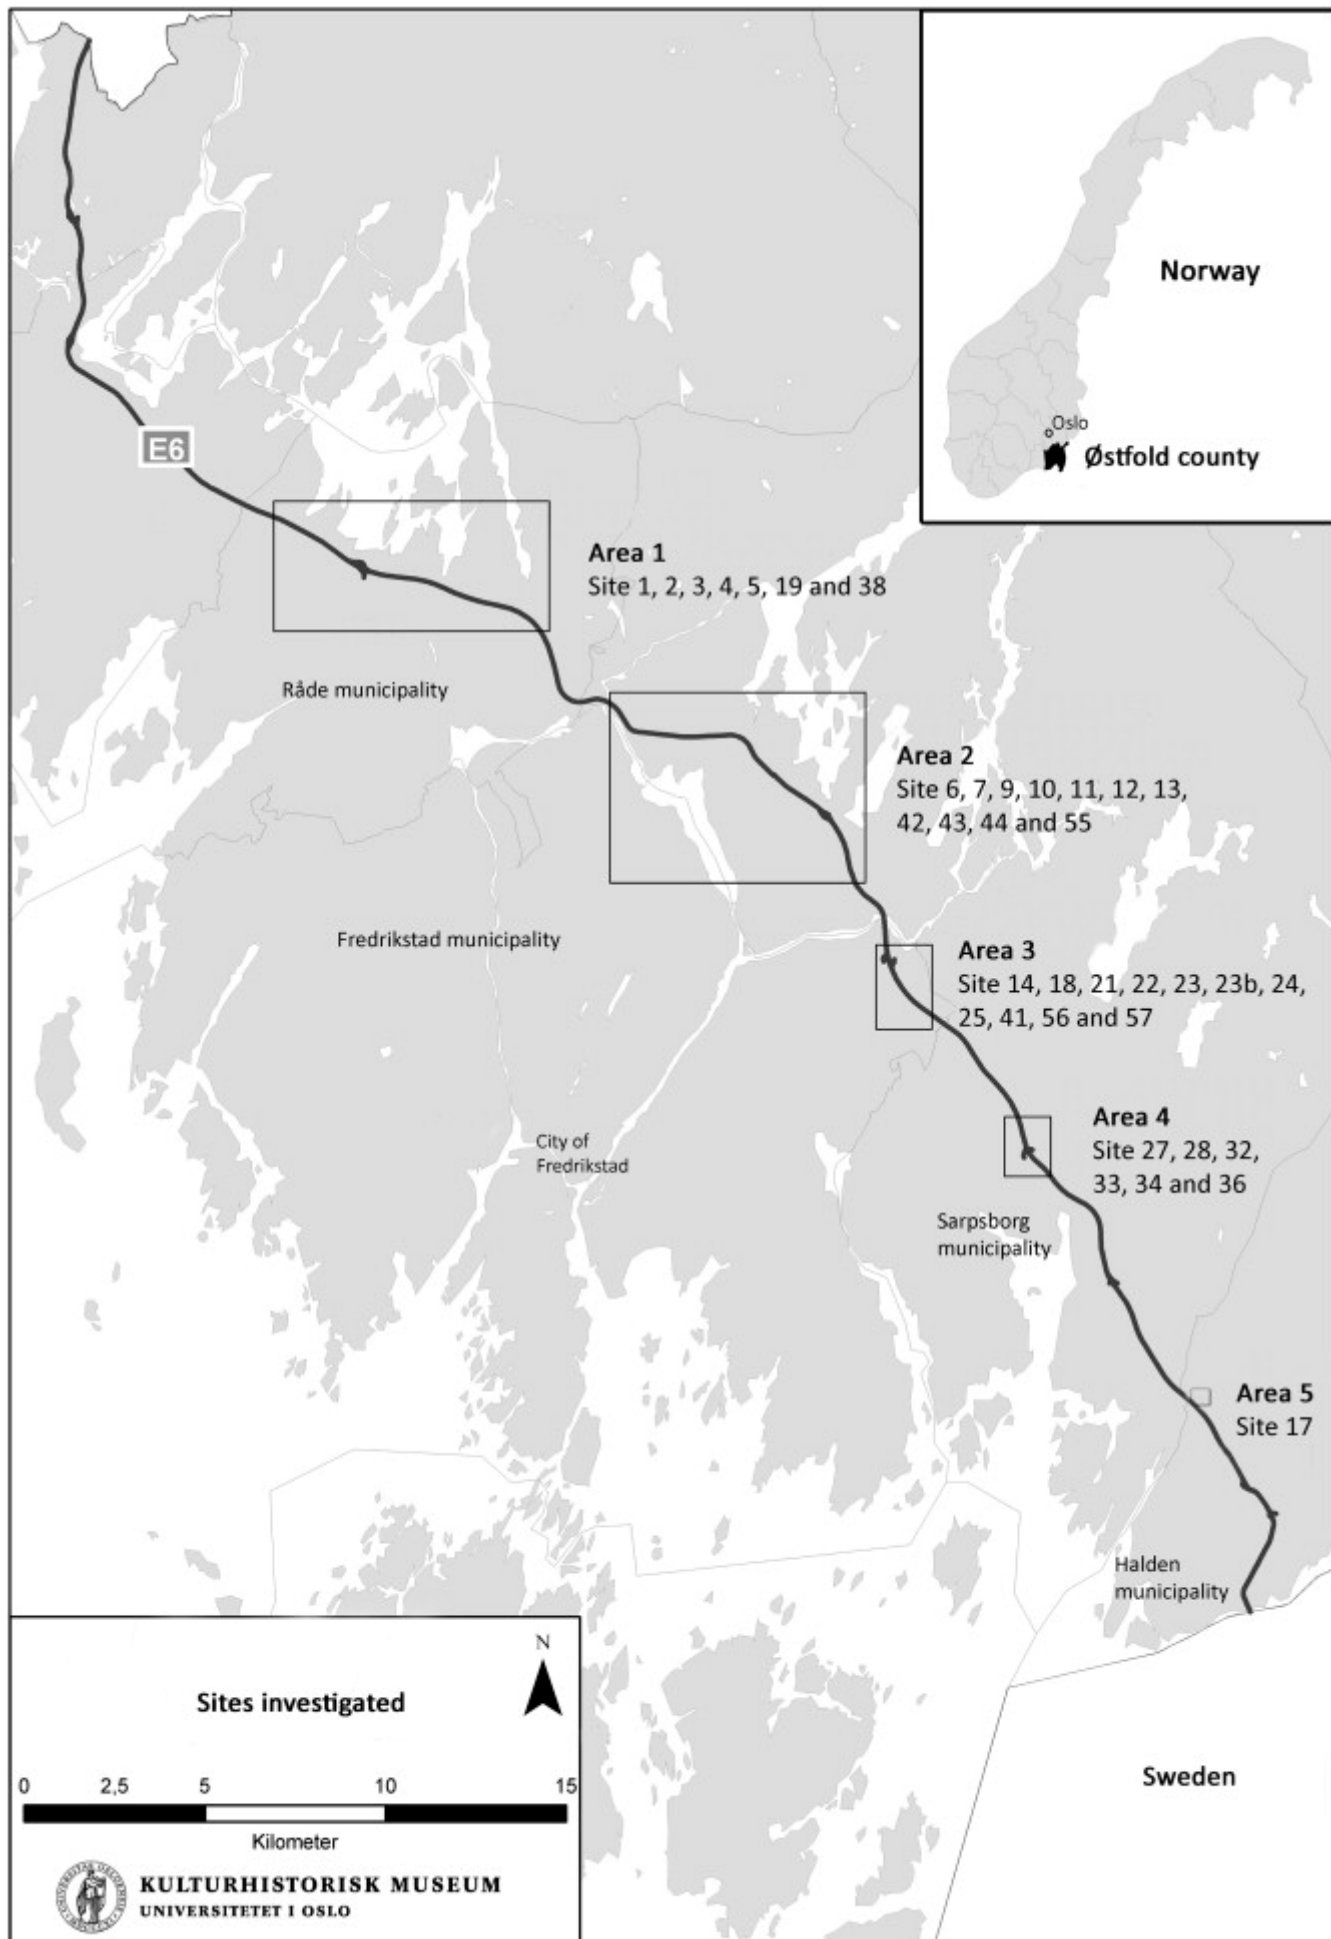 Norway
Oslo
Østfold county
E6
Area 1
Site 1, 2, 3, 4, 5, 19 and 38
Råde municipality
Area 2
Site 6, 7, 9, 10, 11, 12, 13,
42, 43, 44 and 55
Fredrikstad municipality
Area 3
Site 14, 18, 21, 22, 23, 23b, 24,
25, 41, 56 and 57
Area 4
Site 27, 28, 32,
33, 34 and 36
City of
Fredrikstad
Sarpsborg
municipality
Area 5
Site 17
Halden
municipality
N
Sites investigated
0 2,5 5 10 15
Kilometer
Sweden
KULTURHISTORISK MUSEUM
UNIVERSITETET I OSLO